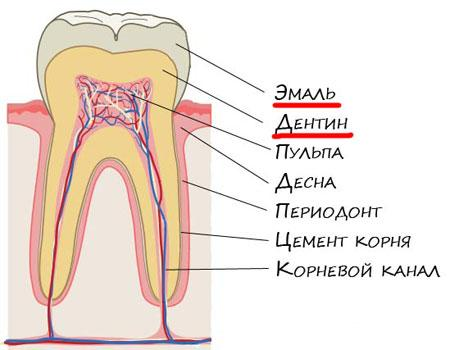 Эмаль
Дентин
Пульпа
Десна
Периодонт
Цемент корня
Корневой канал